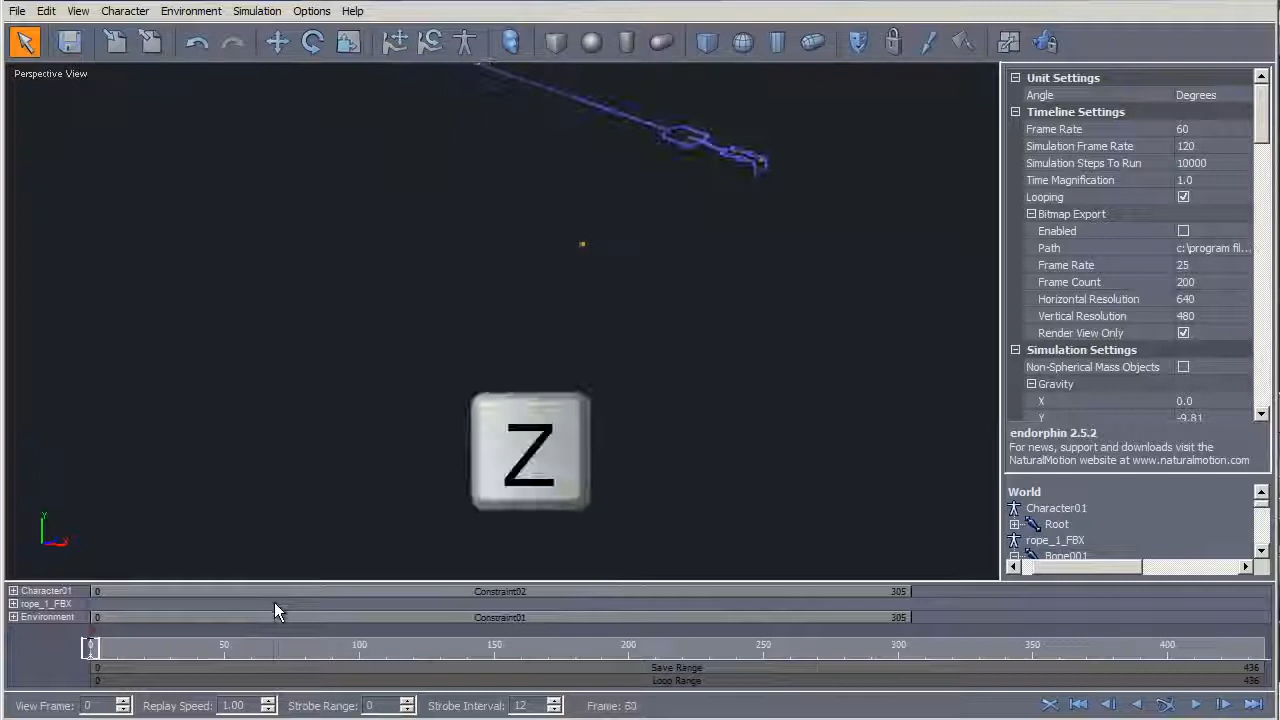 File Edit View Character Environment Simulation Options Help
Perspective View
Z
Y
X
Unit Settings
Angle Degrees
Timeline Settings
Frame Rate 60
Simulation Frame Rate 120
Simulation Steps To Run 10000
Time Magnification 1.0
Looping
Bitmap Export
Enabled
Path c:\program fil...
Frame Rate 25
Frame Count 200
Horizontal Resolution 640
Vertical Resolution 480
Render View Only
Simulation Settings
Non-Spherical Mass Objects
Gravity
X 0.0
Y -9.81
endorphin 2.5.2
For news, support and downloads visit the
NaturalMotion website at www.naturalmotion.com
World
Character01
Root
rope_1_FBX
Bone001
Character01 0 Constraint02 305
rope_1_FBX
Environment 0 Constraint01 305
0 50 100 150 200 250 300 350 400
0 Save Range 436
0 Loop Range 436
View Frame: 0 Replay Speed: 1.00 Strobe Range: 0 Strobe Interval: 12 Frame: 60